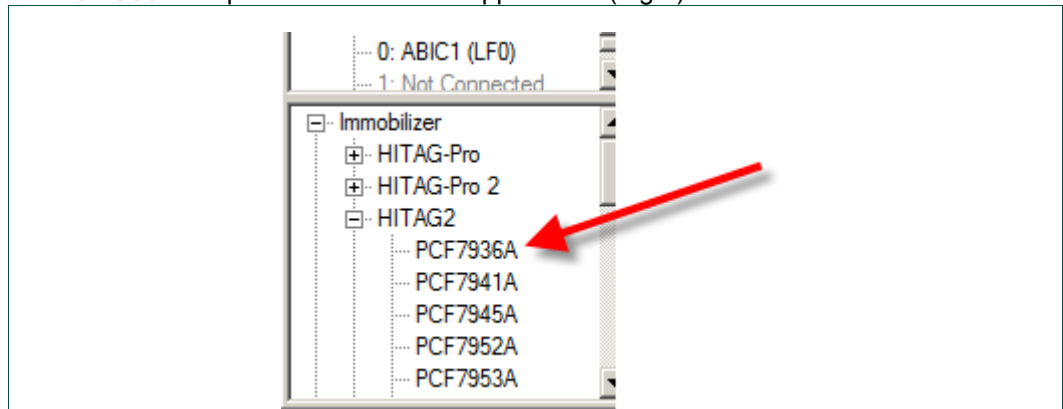 0: ABIC1 (LF0)
1: Not Connected
Immobilizer
HITAG-Pro
HITAG-Pro 2
HITAG2
PCF7936A
PCF7941A
PCF7945A
PCF7952A
PCF7953A